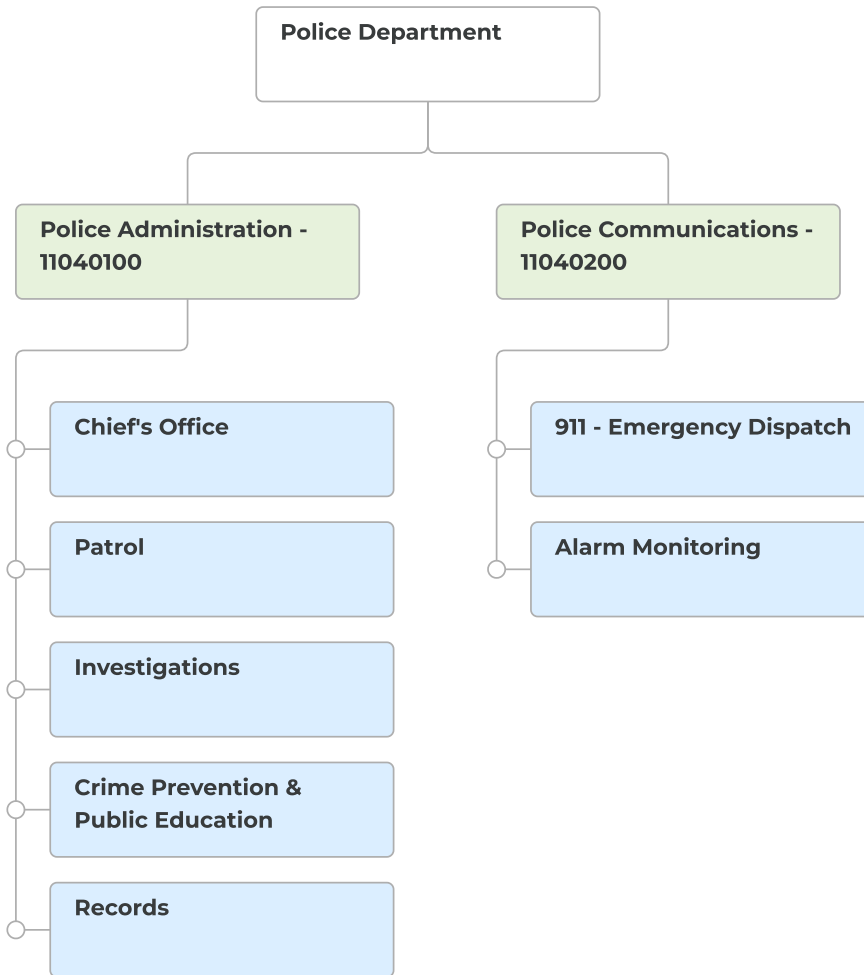 Police Department
Police Administration -
11040100
Police Communications -
11040200
Chief's Office
Patrol
Investigations
Crime Prevention &
Public Education
Records
911 - Emergency Dispatch
Alarm Monitoring